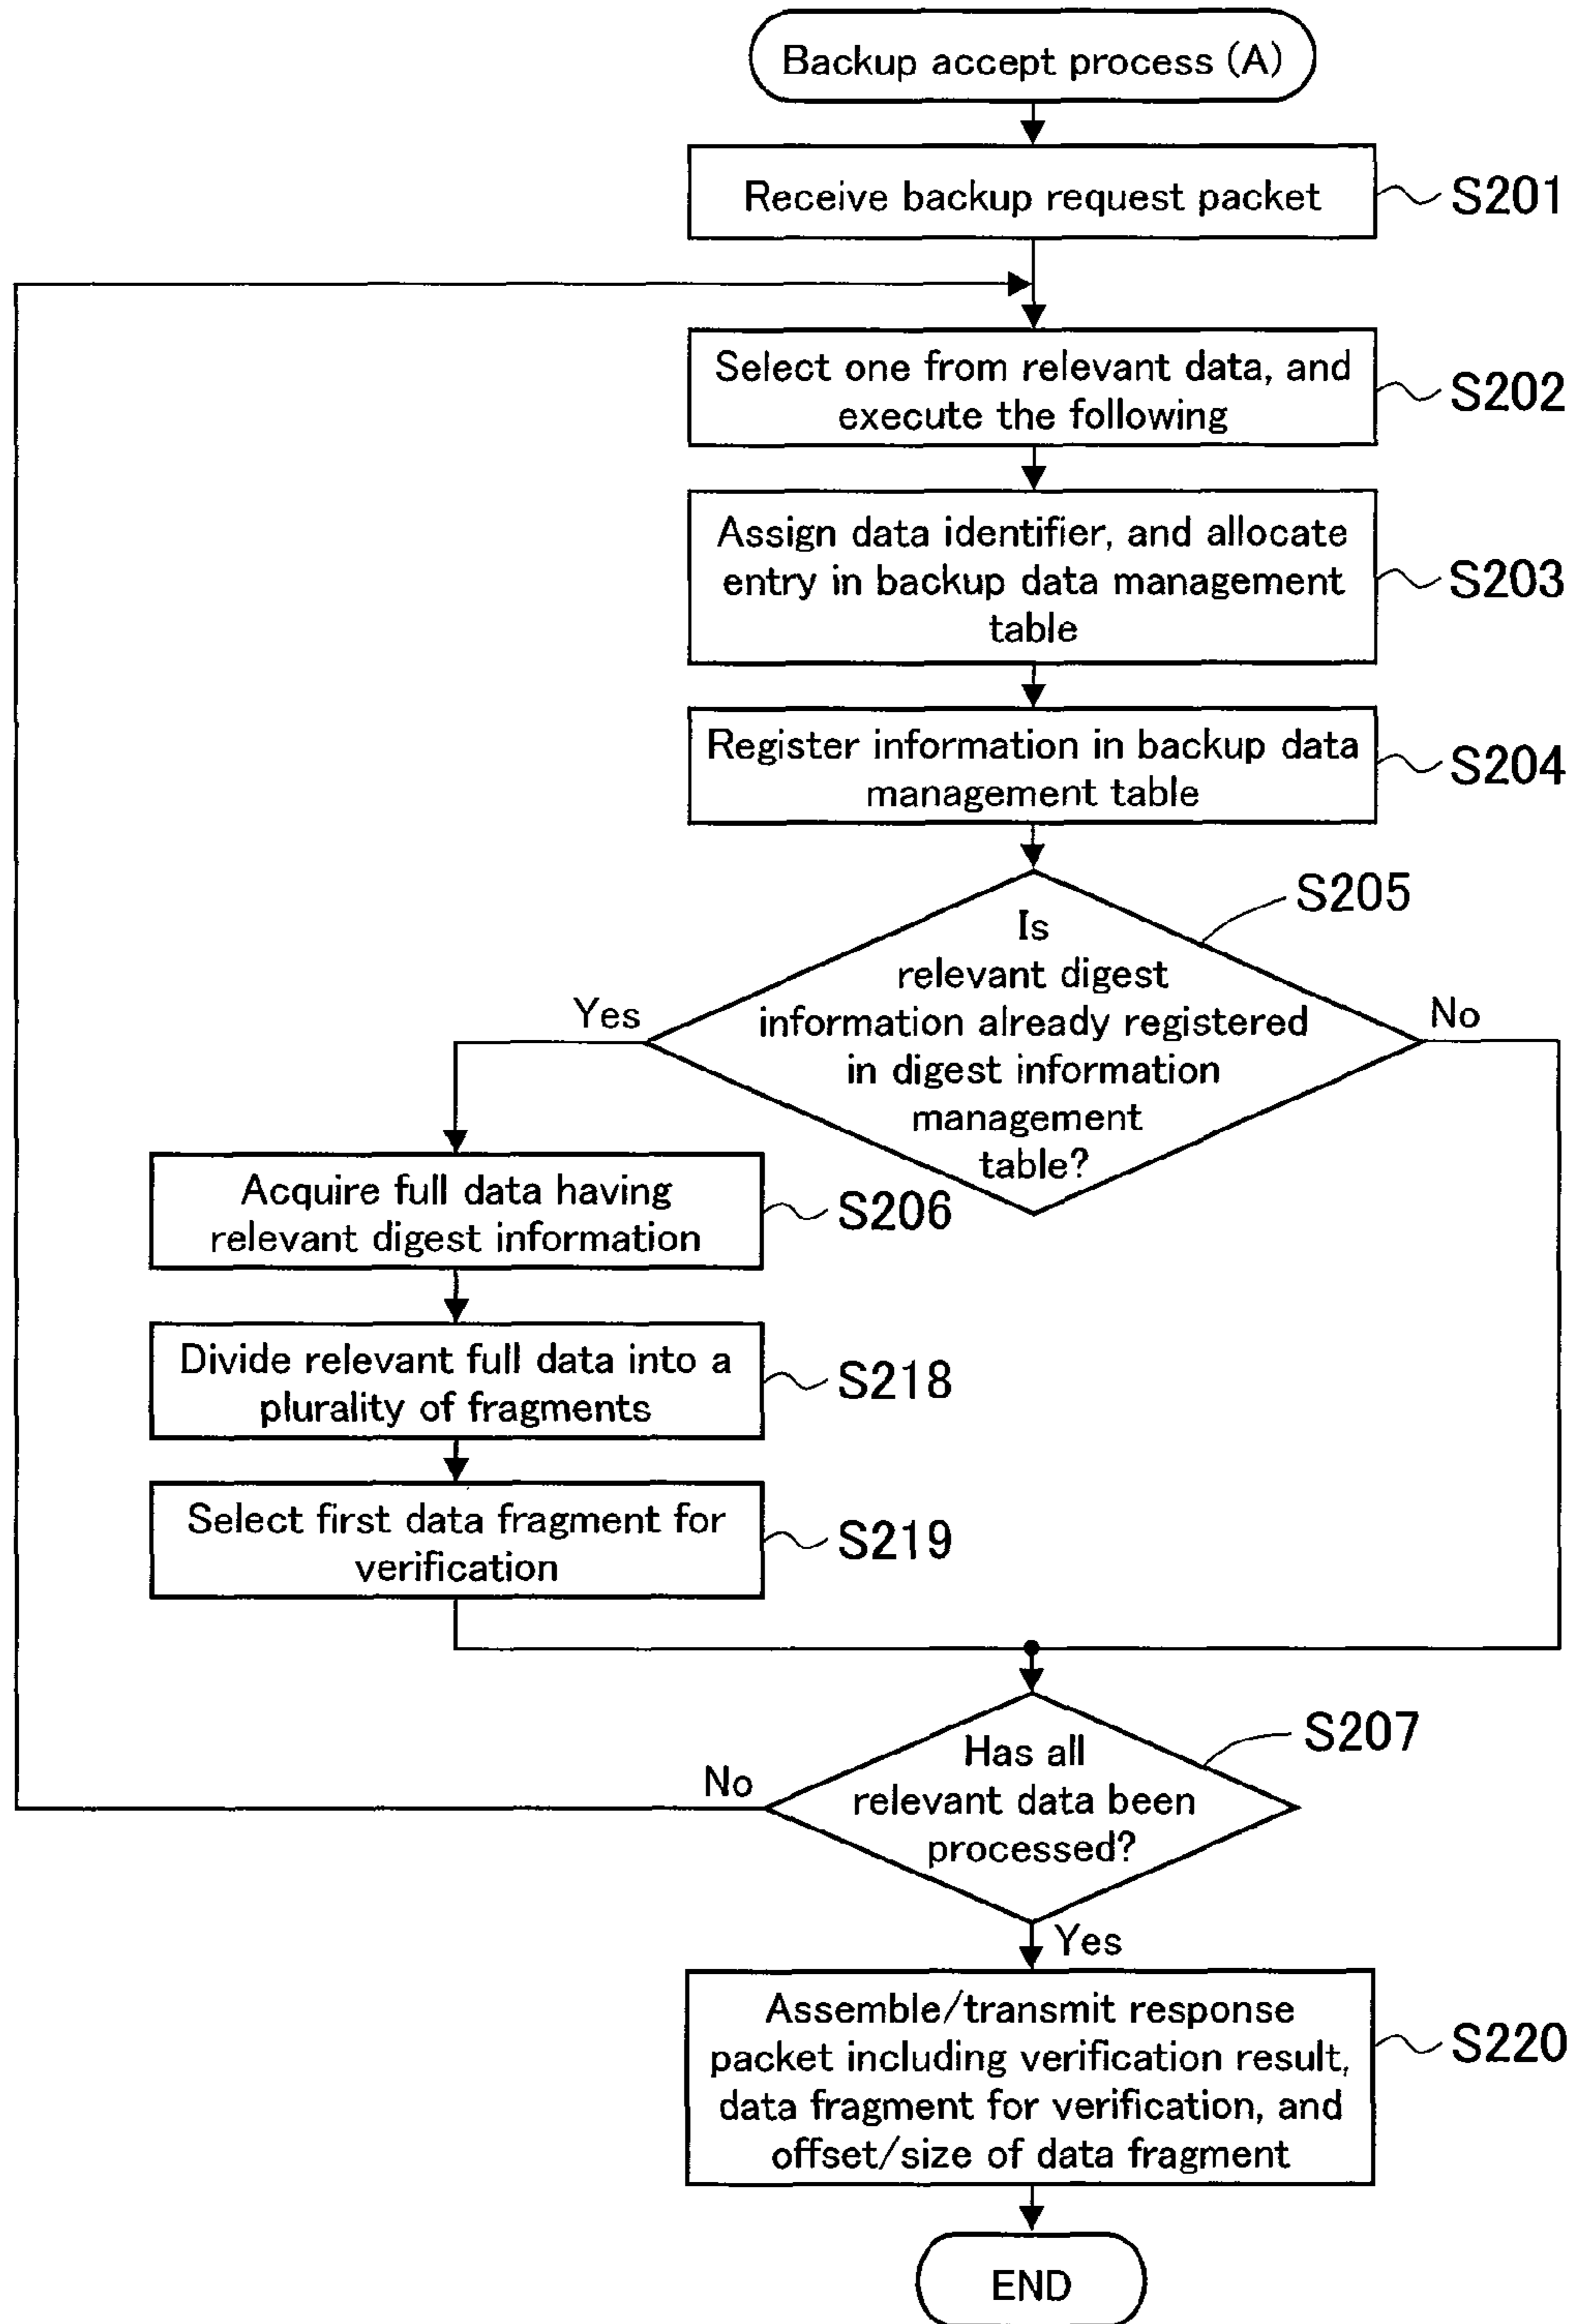 Backup accept process (A)
Receive backup request packet
S201
Select one from relevant data, and
execute the following
S202
Assign data identifier, and allocate
entry in backup data management
table
S203
Register information in backup data
management table
S204
Is
relevant digest
information already registered
in digest information
management
table?
S205
Yes
No
Acquire full data having
relevant digest information
S206
Divide relevant full data into a
plurality of fragments
S218
Select first data fragment for
verification
S219
Has all
relevant data been
processed?
S207
No
Yes
Assemble/transmit response
packet including verification result,
data fragment for verification, and
offset/size of data fragment
S220
END